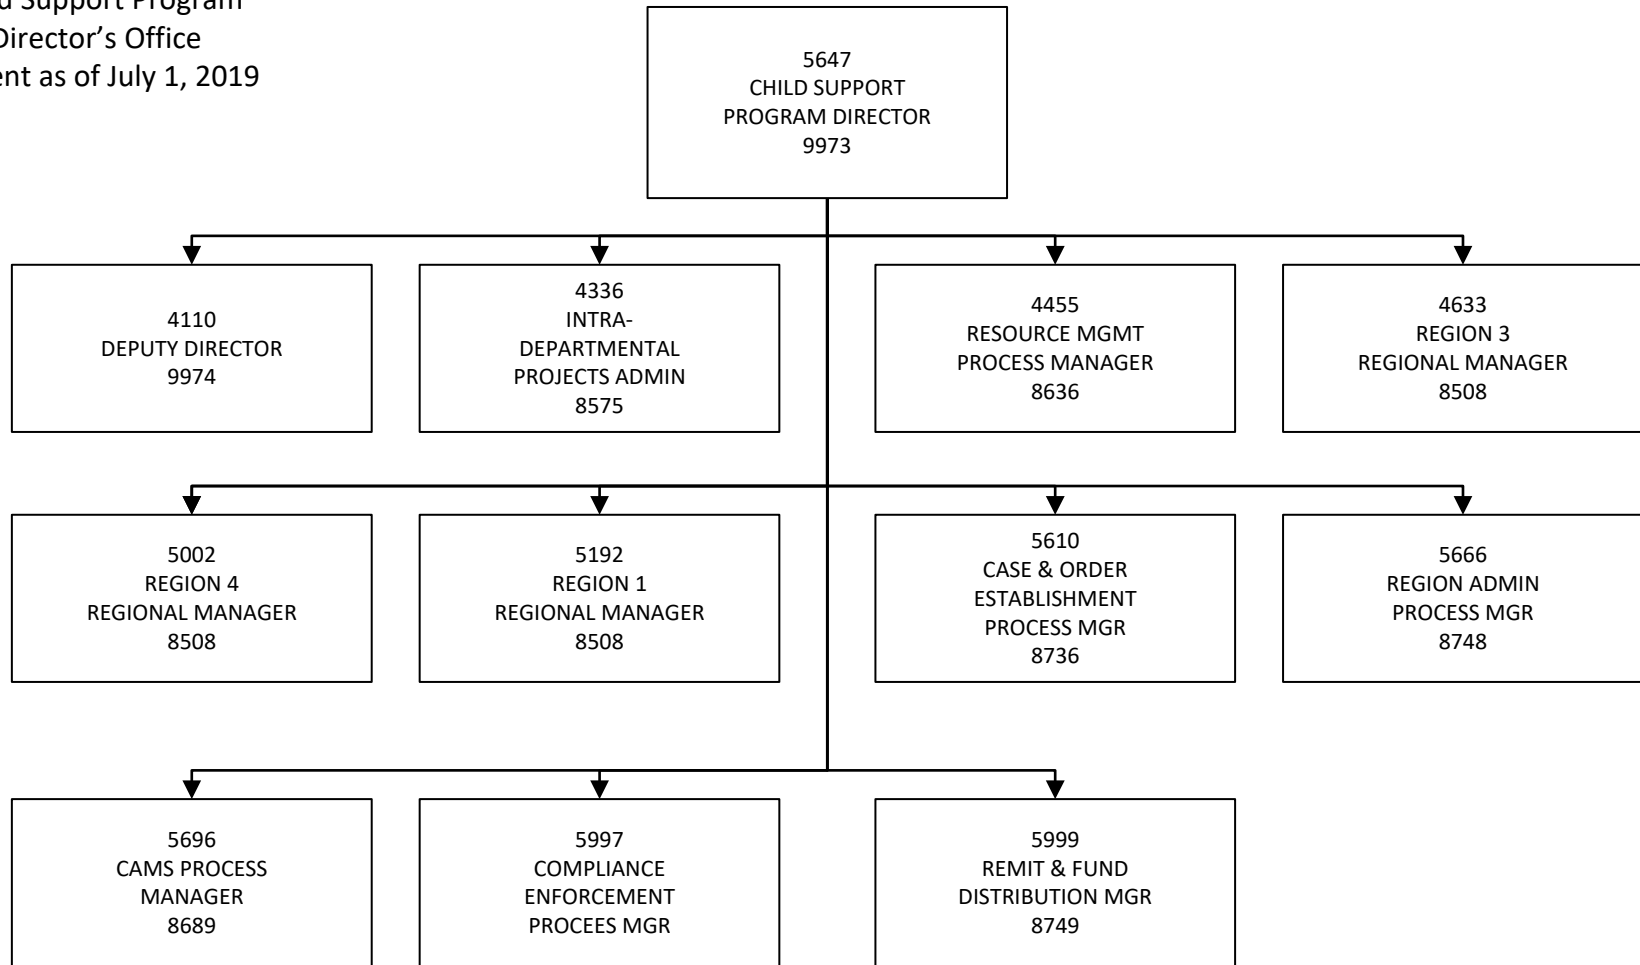 d Support Program
Director’s Office
ent as of July 1, 2019
5647
CHILD SUPPORT
PROGRAM DIRECTOR
9973
4110
DEPUTY DIRECTOR
9974
4336
INTRA-
DEPARTMENTAL
PROJECTS ADMIN
8575
4455
RESOURCE MGMT
PROCESS MANAGER
8636
4633
REGION 3
REGIONAL MANAGER
8508
5002
REGION 4
REGIONAL MANAGER
8508
5192
REGION 1
REGIONAL MANAGER
8508
5610
CASE & ORDER
ESTABLISHMENT
PROCESS MGR
8736
5666
REGION ADMIN
PROCESS MGR
8748
5696
CAMS PROCESS
MANAGER
8689
5997
COMPLIANCE
ENFORCEMENT
PROCEES MGR
5999
REMIT & FUND
DISTRIBUTION MGR
8749